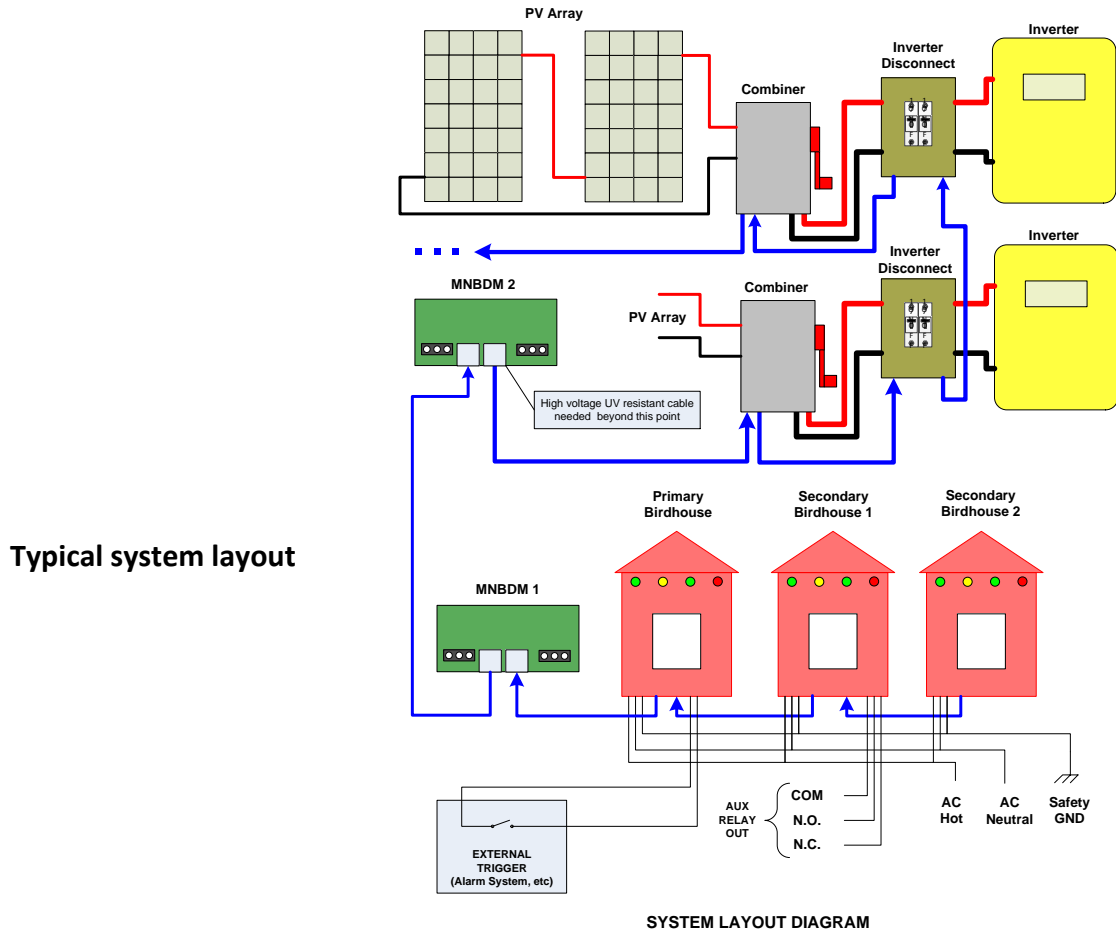 PV Array
Inverter
Inverter
Disconnect
Combiner
Inverter
Inverter
Disconnect
MNBDM 2
Combiner
PV Array
High voltage UV resistant cable
needed beyond this point
Primary
Birdhouse
Secondary
Birdhouse 1
Secondary
Birdhouse 2
Typical system layout
MNBDM 1
AUX
RELAY
OUT
COM
N.O.
N.C.
AC
Hot
AC
Neutral
Safety
GND
EXTERNAL
TRIGGER
(Alarm System, etc)
SYSTEM LAYOUT DIAGRAM